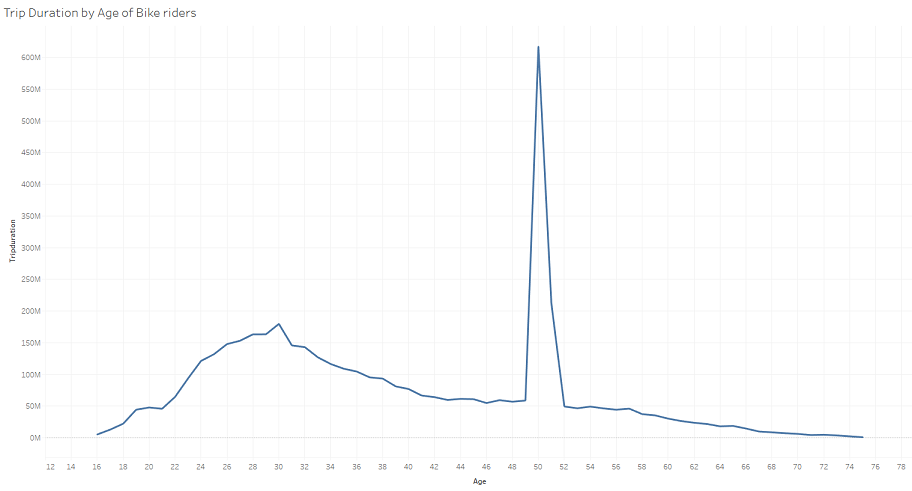 Trip Duration by Age of Bike riders
600M
550M
500M
450M
400M
350M
300M
250M
200M
150M
100M
50M
0M
Tripduration
12 14 16 18 20 22 24 26 28 30 32 34 36 38 40 42 44 46 48 50 52 54 56 58 60 62 64 66 68 70 72 74 76 78
Age